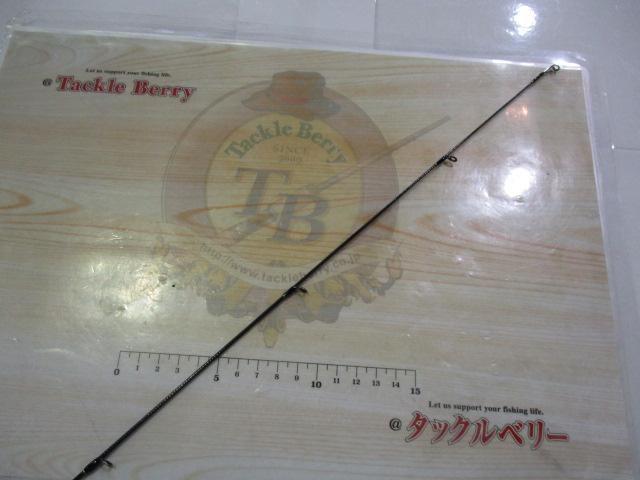 Let us support your fishing life.
@ Tackle Berry
Tackle Berry
SINCE
TB
http://www.tackleberry.co.jp
0 1 2 3 4 5 6 7 8 9 10 11 12 13 14 15
Let us support your fishing life.
@ タックルベリー